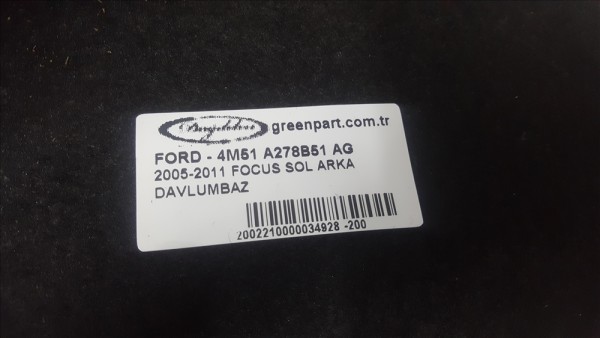 greenpart.com.tr
FORD - 4M51 A278B51 AG
2005-2011 FOCUS SOL ARKA
DAVLUMBAZ
2002210000034928 -200